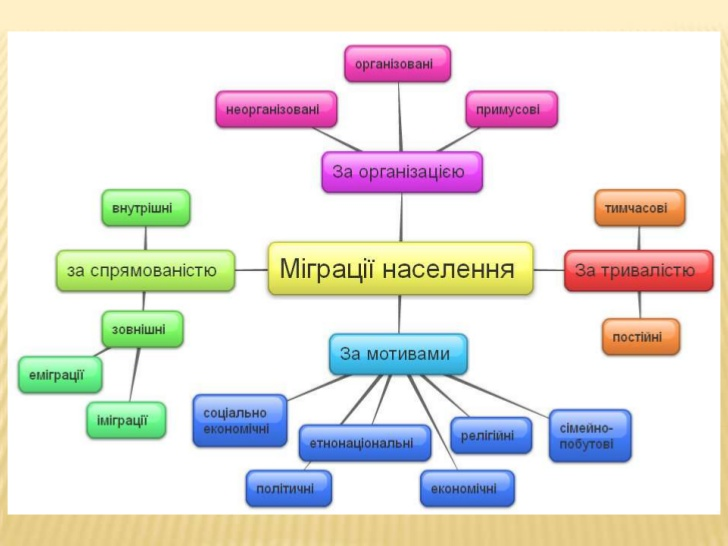 організовані
неорганізовані
примусові
За організацією
внутрішні
тимчасові
за спрямованістю
Міграції населення
За тривалістю
зовнішні
постійні
За мотивами
еміграції
іміграції
соціально
економічні
етнонаціональні
релігійні
сімейно-
побутові
політичні
економічні